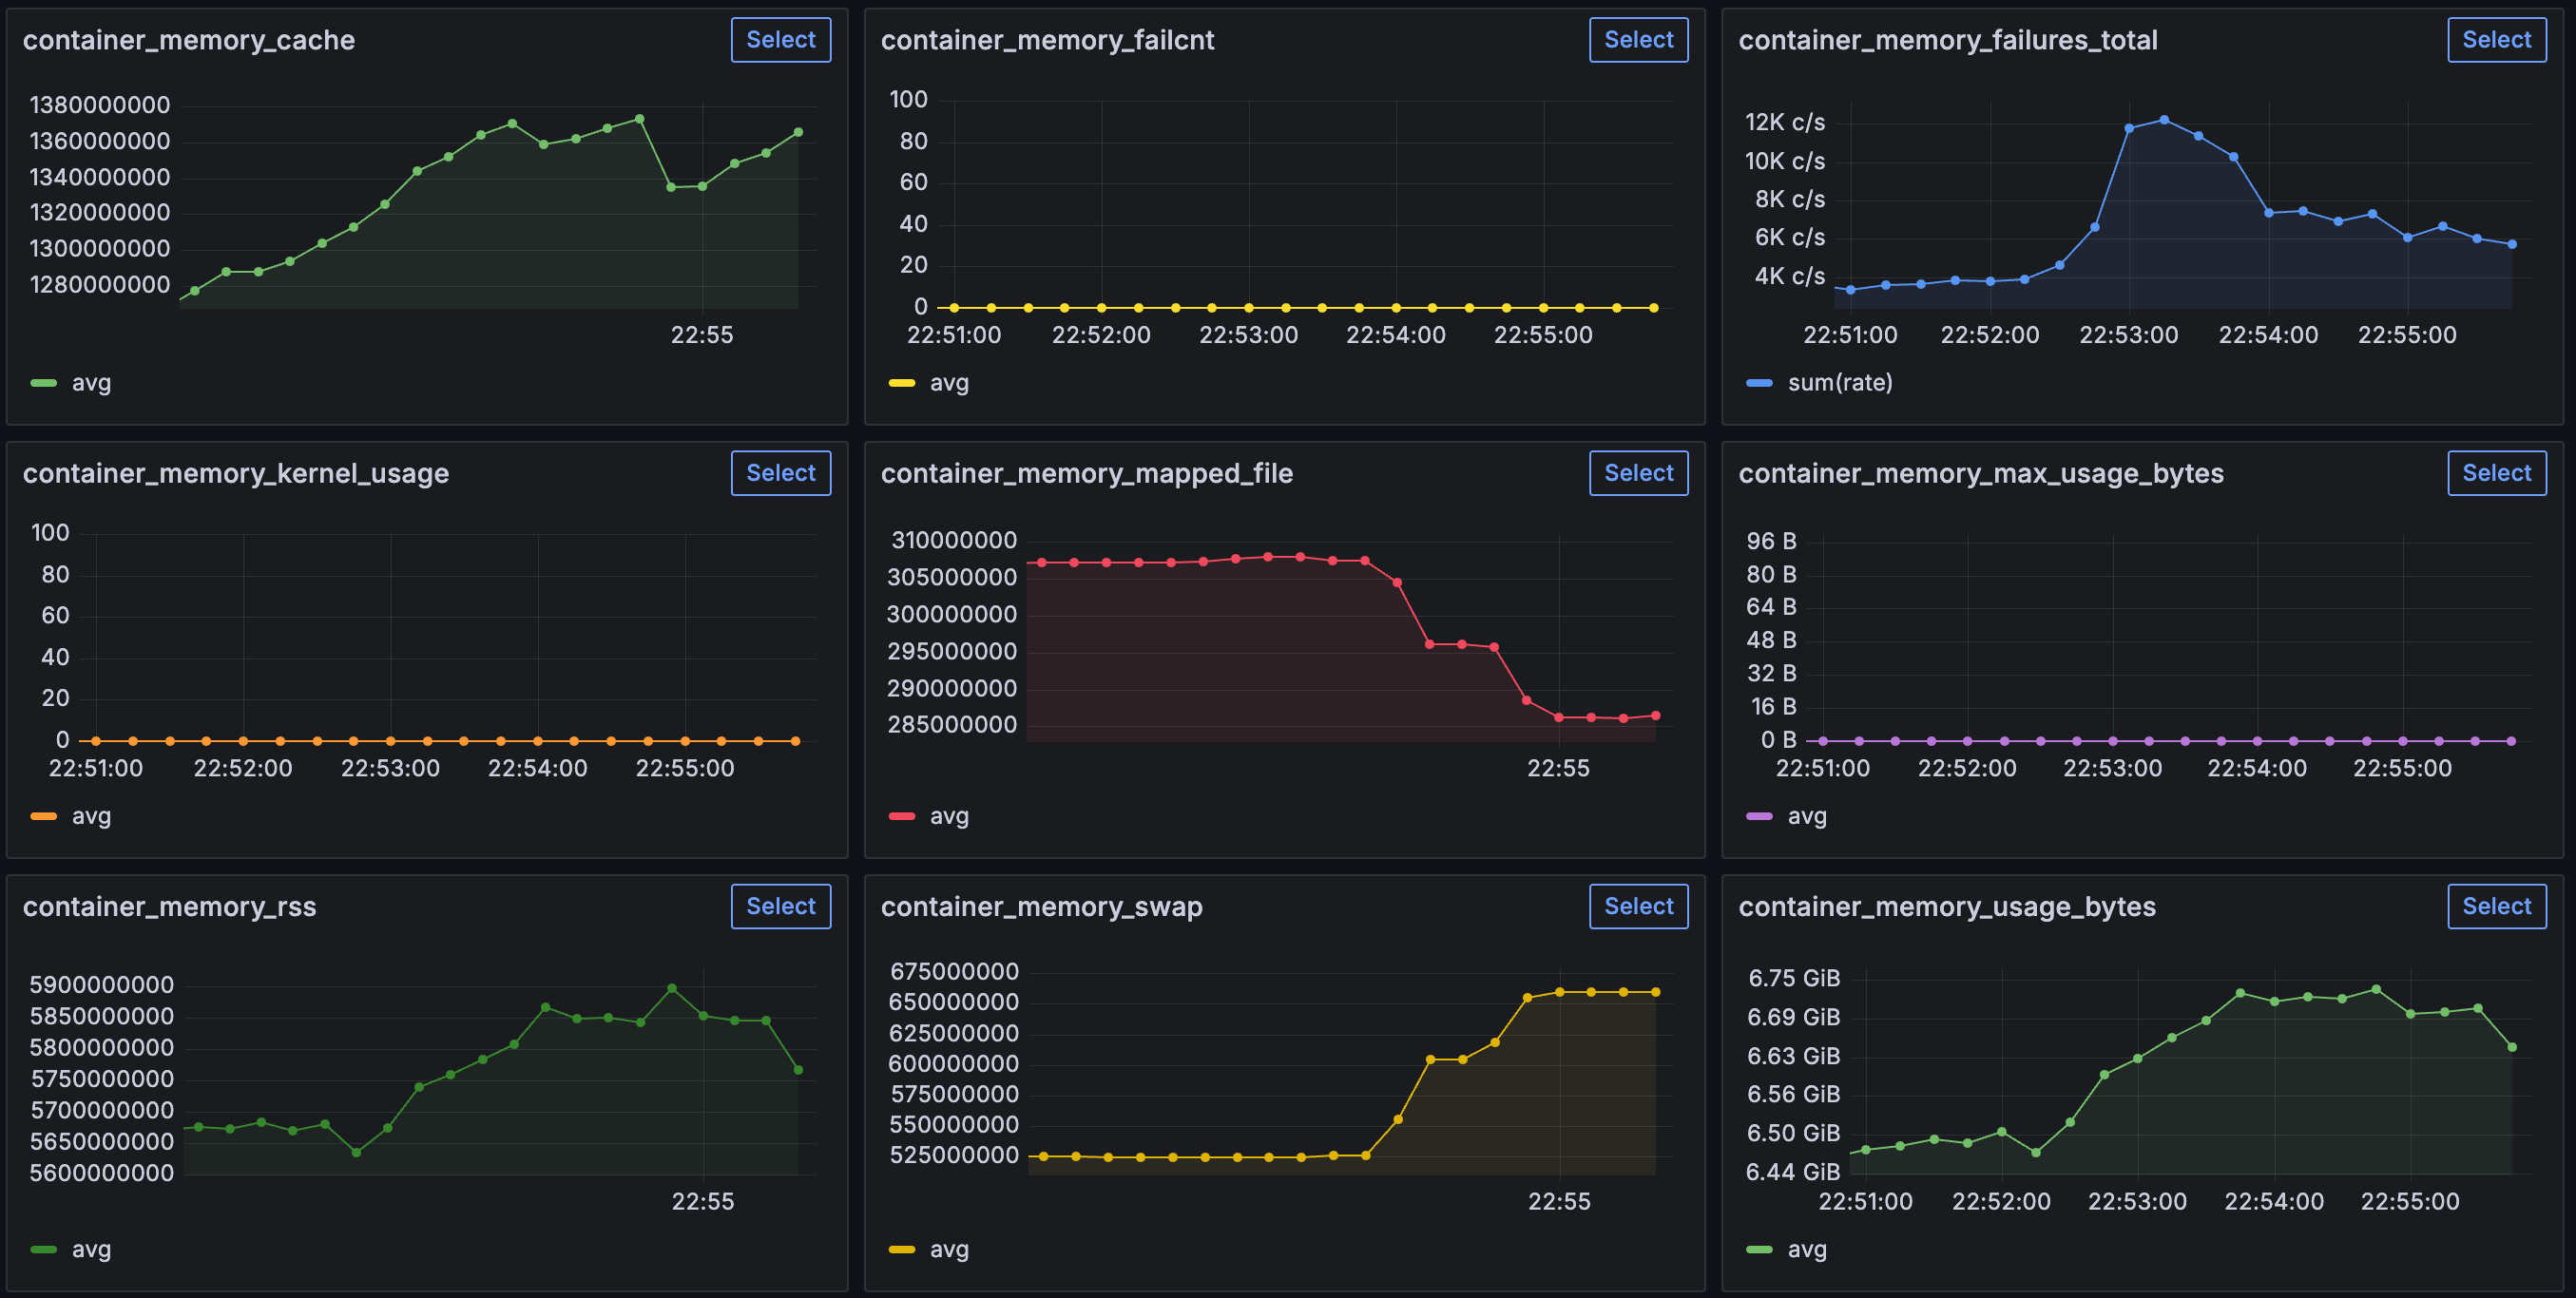 container_memory_cache
Select
1380000000
1360000000
1340000000
1320000000
1300000000
1280000000
22:55
avg
container_memory_failcnt
Select
100
80
60
40
20
0
22:51:00 22:52:00 22:53:00 22:54:00 22:55:00
avg
container_memory_failures_total
Select
12K c/s
10K c/s
8K c/s
6K c/s
4K c/s
22:51:00 22:52:00 22:53:00 22:54:00 22:55:00
sum(rate)
container_memory_kernel_usage
Select
100
80
60
40
20
0
22:51:00 22:52:00 22:53:00 22:54:00 22:55:00
avg
container_memory_mapped_file
Select
310000000
305000000
300000000
295000000
290000000
285000000
22:55
avg
container_memory_max_usage_bytes
Select
96 B
80 B
64 B
48 B
32 B
16 B
0 B
22:51:00 22:52:00 22:53:00 22:54:00 22:55:00
avg
container_memory_rss
Select
5900000000
5850000000
5800000000
5750000000
5700000000
5650000000
5600000000
22:55
avg
container_memory_swap
Select
675000000
650000000
625000000
600000000
575000000
550000000
525000000
22:55
avg
container_memory_usage_bytes
Select
6.75 GiB
6.69 GiB
6.63 GiB
6.56 GiB
6.50 GiB
6.44 GiB
22:51:00 22:52:00 22:53:00 22:54:00 22:55:00
avg